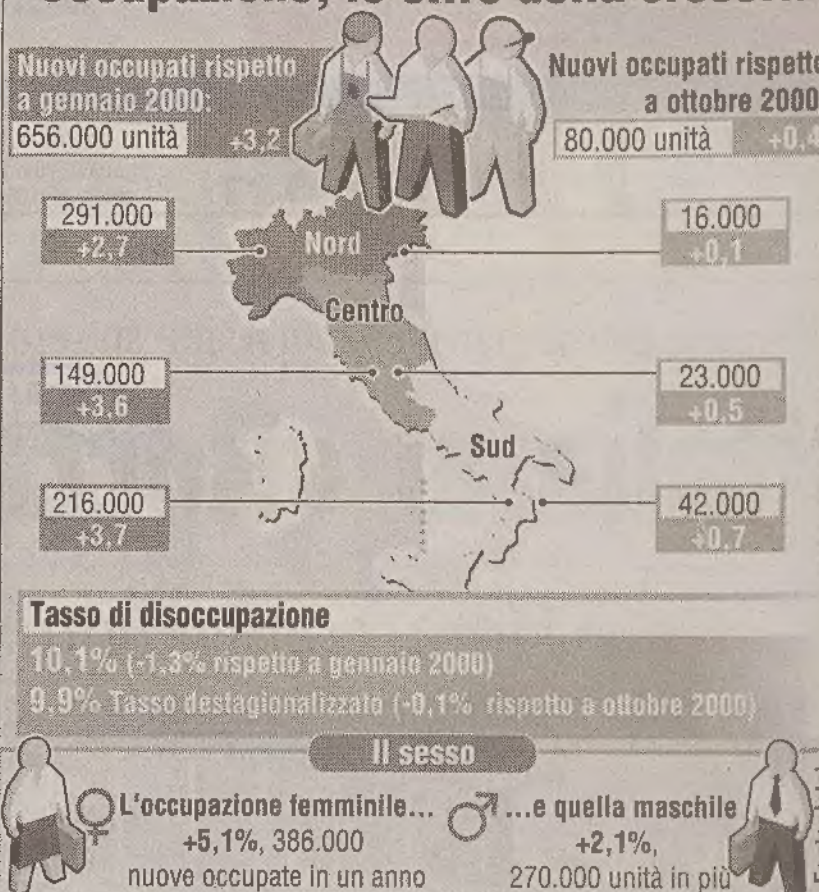 Nuovi occupati rispetto
a gennaio 2000:
656.000 unità +3,2
Nuovi occupati rispetto
a ottobre 2000
80.000 unità +0,4
291.000
+2,7
16.000
+0,1
Nord
Centro
149.000
+3,6
23.000
+0,5
Sud
216.000
+3,7
42.000
+0,7
Tasso di disoccupazione
10,1% (-1,3% rispetto a gennaio 2000)
9,9% Tasso destagionalizzato (-0,1% rispetto a ottobre 2000)
Il sesso
L'occupazione femminile...
+5,1%, 386.000
nuove occupate in un anno
...e quella maschile
+2,1%,
270.000 unità in più